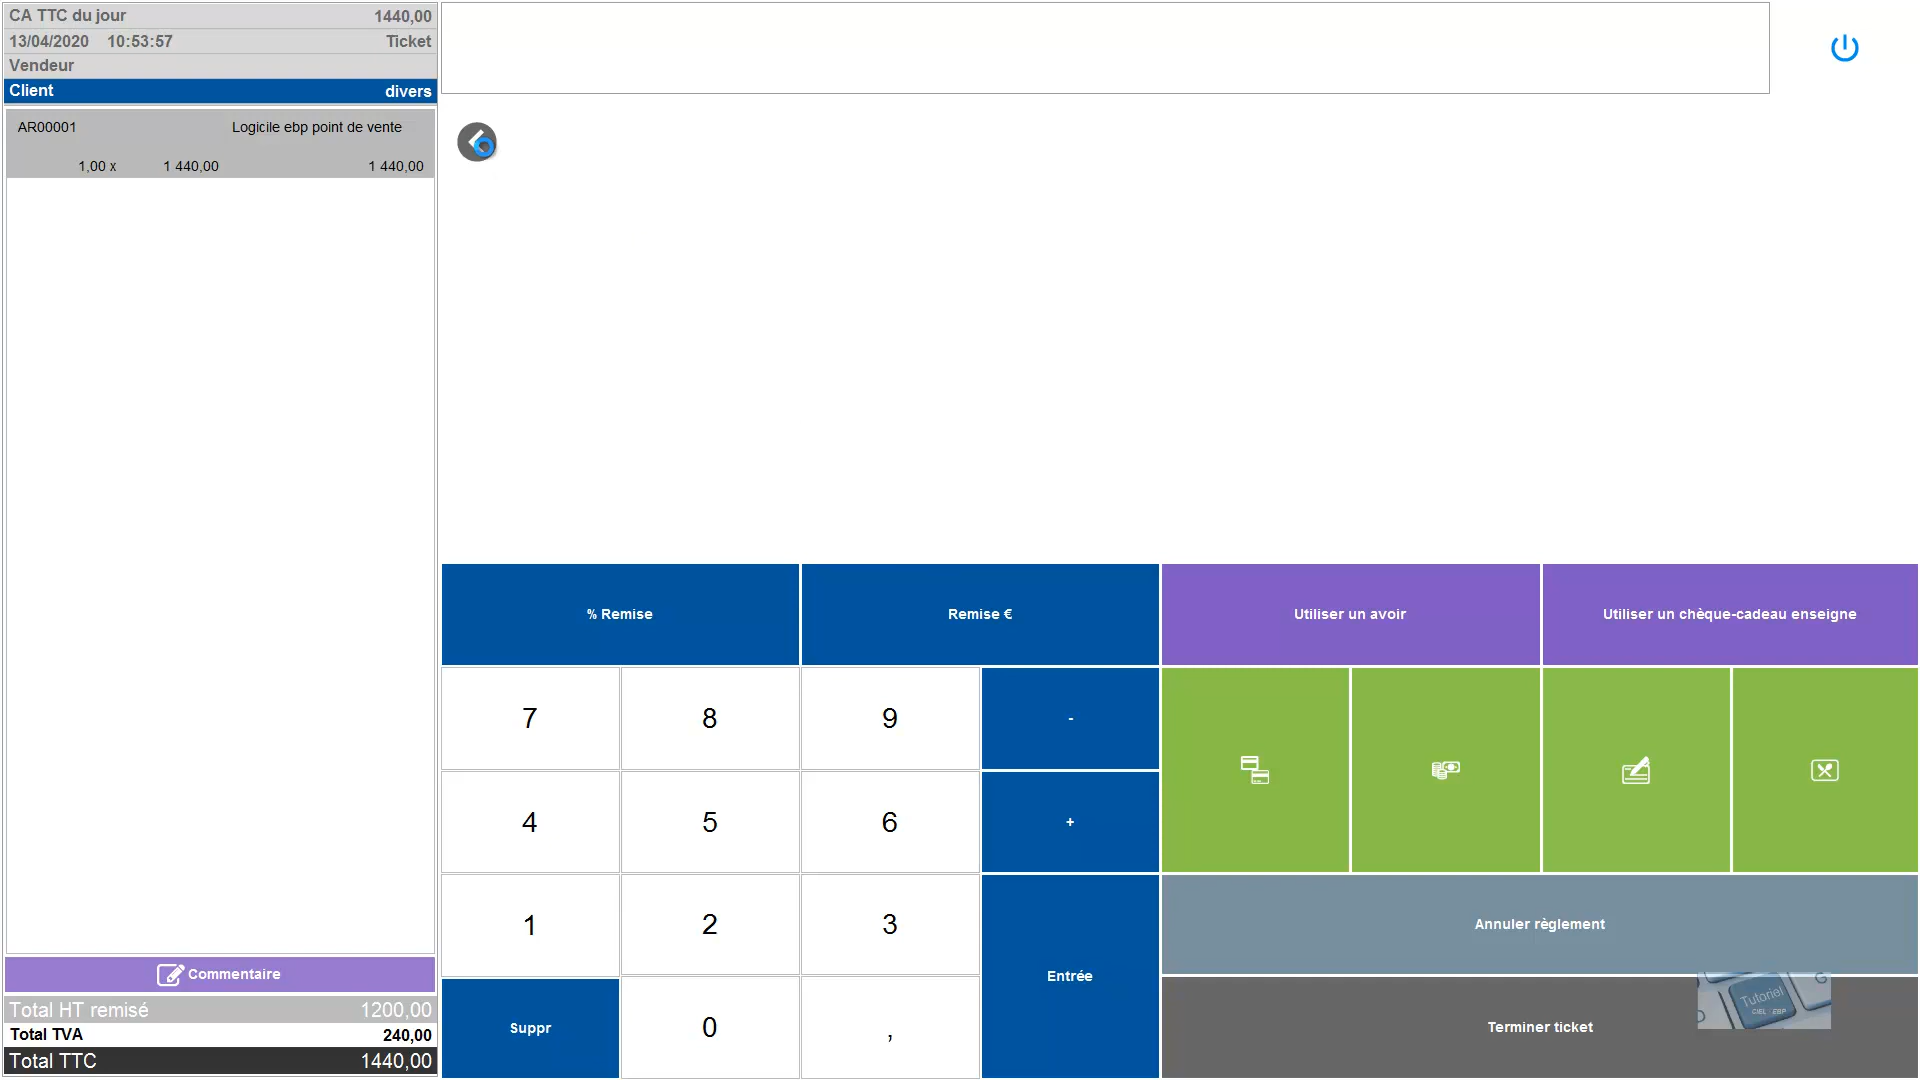 CA TTC du jour 1440,00
13/04/2020 10:53:57 Ticket
Vendeur
Client divers
AR00001 Logicile ebp point de vente
1,00 x 1 440,00 1 440,00
Commentaire
Total HT remisé 1200,00
Total TVA 240,00
Total TTC 1440,00
% Remise Remise € Utiliser un avoir Utiliser un chèque-cadeau enseigne
7 8 9 -
4 5 6 +
1 2 3 Entrée
Annuler règlement
Suppr 0 ,
Terminer ticket
Tutoriel
CIEL EBP